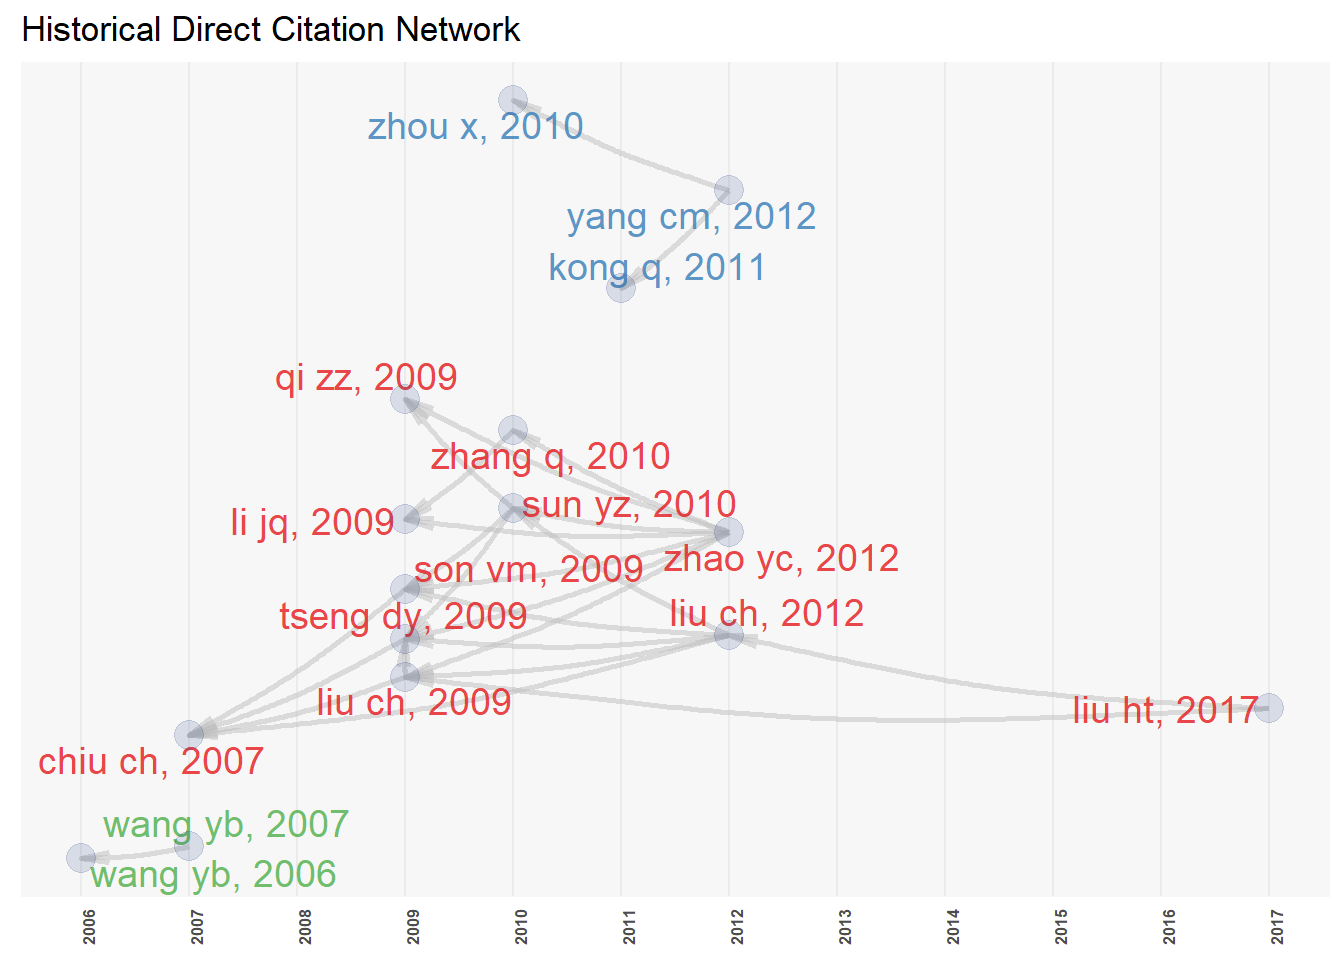 Historical Direct Citation Network
zhou x, 2010
yang cm, 2012
kong q, 2011
qi zz, 2009
zhang q, 2010
sun yz, 2010
li jq, 2009
zhao yc, 2012
son vm, 2009
tseng dy, 2009
liu ch, 2012
liu ch, 2009
liu ht, 2017
chiu ch, 2007
wang yb, 2007
wang yb, 2006
2006
2007
2008
2009
2010
2011
2012
2013
2014
2015
2016
2017